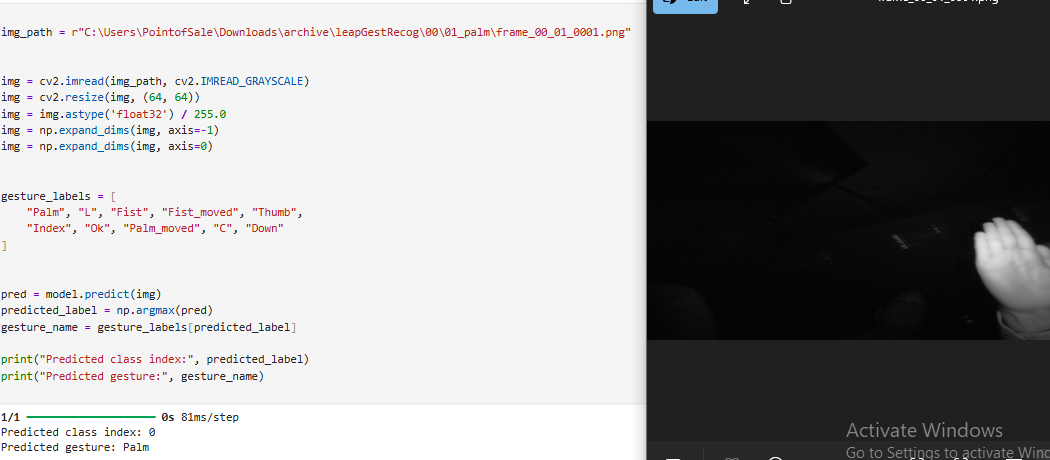 img_path = r"C:\Users\PointofSale\Downloads\archive\leapGestRecog\00\01_palm\frame_00_01_0001.png"
img = cv2.imread(img_path, cv2.IMREAD_GRAYSCALE)
img = cv2.resize(img, (64, 64))
img = img.astype('float32') / 255.0
img = np.expand_dims(img, axis=-1)
img = np.expand_dims(img, axis=0)
gesture_labels = [
"Palm", "L", "Fist", "Fist_moved", "Thumb",
"Index", "Ok", "Palm_moved", "C", "Down"
]
pred = model.predict(img)
predicted_label = np.argmax(pred)
gesture_name = gesture_labels[predicted_label]
print("Predicted class index:", predicted_label)
print("Predicted gesture:", gesture_name)
1/1 0s 81ms/step
Predicted class index: 0
Predicted gesture: Palm
Activate Windows
Go to Settings to activate Wind